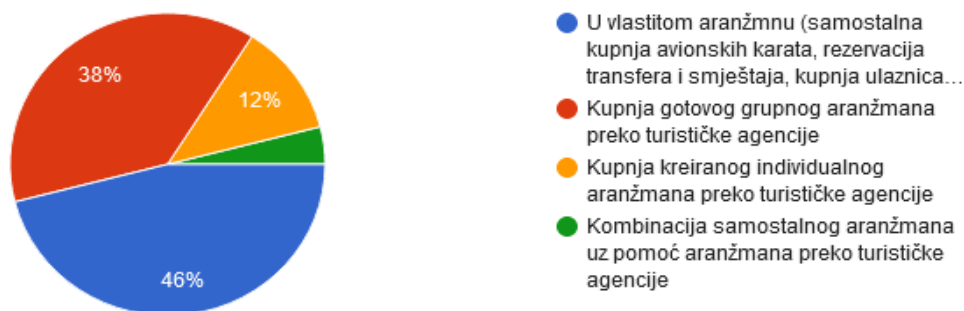 38%
12%
46%
U vlastitom aranžmnu (samostalna
kupnja avionskih karata, rezervacija
transfera i smještaja, kupnja ulaznica…
Kupnja gotovog grupnog aranžmana
preko turističke agencije
Kupnja kreiranog individualnog
aranžmana preko turističke agencije
Kombinacija samostalnog aranžmana
uz pomoć aranžmana preko turističke
agencije